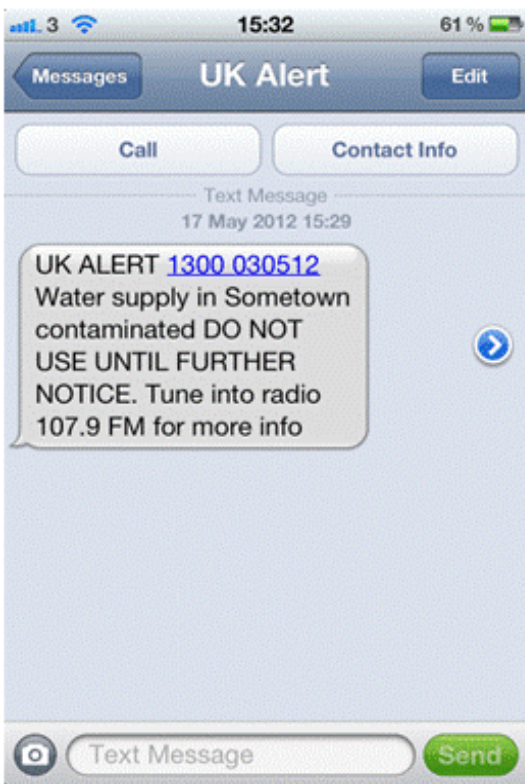 3 15:32 61 %
Messages UK Alert Edit
Call Contact Info
Text Message
17 May 2012 15:29
UK ALERT 1300 030512
Water supply in Sometown
contaminated DO NOT
USE UNTIL FURTHER
NOTICE. Tune into radio
107.9 FM for more info
Text Message Send